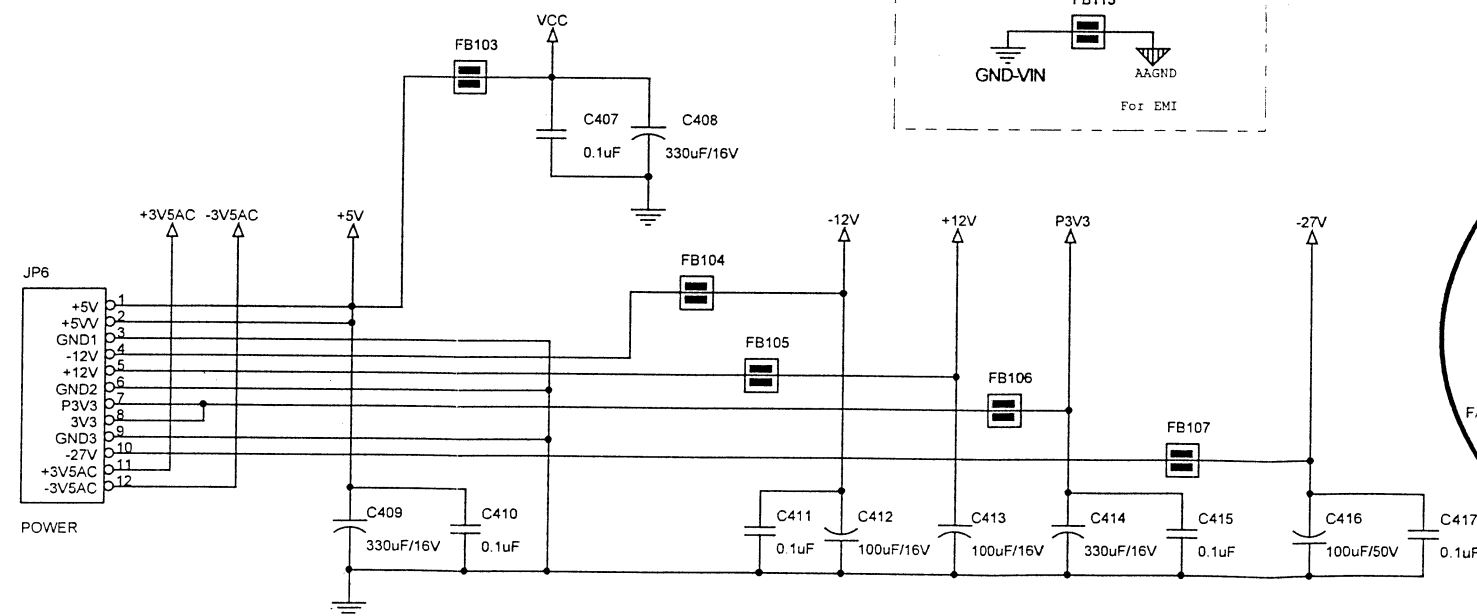 FB115
GND-VIN
AAGND
For EMI
VCC
FB103
C407
0.1uF
C408
330uF/16V
+3V5AC
-3V5AC
+5V
-12V
+12V
P3V3
-27V
FB104
FB105
FB106
FB107
JP6
+5V 1
+5VV 2
GND1 3
-12V 4
+12V 5
GND2 6
P3V3 7
3V3 8
GND3 9
-27V 10
+3V5AC 11
-3V5AC 12
POWER
C409
330uF/16V
C410
0.1uF
C411
0.1uF
C412
100uF/16V
C413
100uF/16V
C414
330uF/16V
C415
0.1uF
C416
100uF/50V
C417
0.1uF